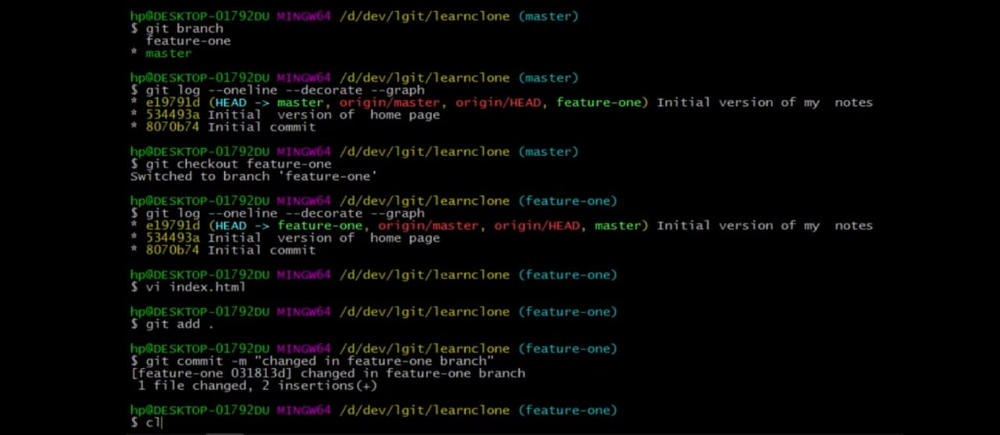 hp@DESKTOP-01792DU MINGW64 /d/dev/lgit/learnclone (master)
$ git branch
  feature-one
* master
hp@DESKTOP-01792DU MINGW64 /d/dev/lgit/learnclone (master)
$ git log --oneline --decorate --graph
* e19791d (HEAD -> master, origin/master, origin/HEAD, feature-one) Initial version of my  notes
* 534493a Initial  version of  home page
* 8070b74 Initial commit
hp@DESKTOP-01792DU MINGW64 /d/dev/lgit/learnclone (master)
$ git checkout feature-one
Switched to branch 'feature-one'
hp@DESKTOP-01792DU MINGW64 /d/dev/lgit/learnclone (feature-one)
$ git log --oneline --decorate --graph
* e19791d (HEAD -> feature-one, origin/master, origin/HEAD, master) Initial version of my  notes
* 534493a Initial  version of  home page
* 8070b74 Initial commit
hp@DESKTOP-01792DU MINGW64 /d/dev/lgit/learnclone (feature-one)
$ vi index.html
hp@DESKTOP-01792DU MINGW64 /d/dev/lgit/learnclone (feature-one)
$ git add .
hp@DESKTOP-01792DU MINGW64 /d/dev/lgit/learnclone (feature-one)
$ git commit -m "changed in feature-one branch"
[feature-one 031813d] changed in feature-one branch
 1 file changed, 2 insertions(+)
hp@DESKTOP-01792DU MINGW64 /d/dev/lgit/learnclone (feature-one)
$ cl